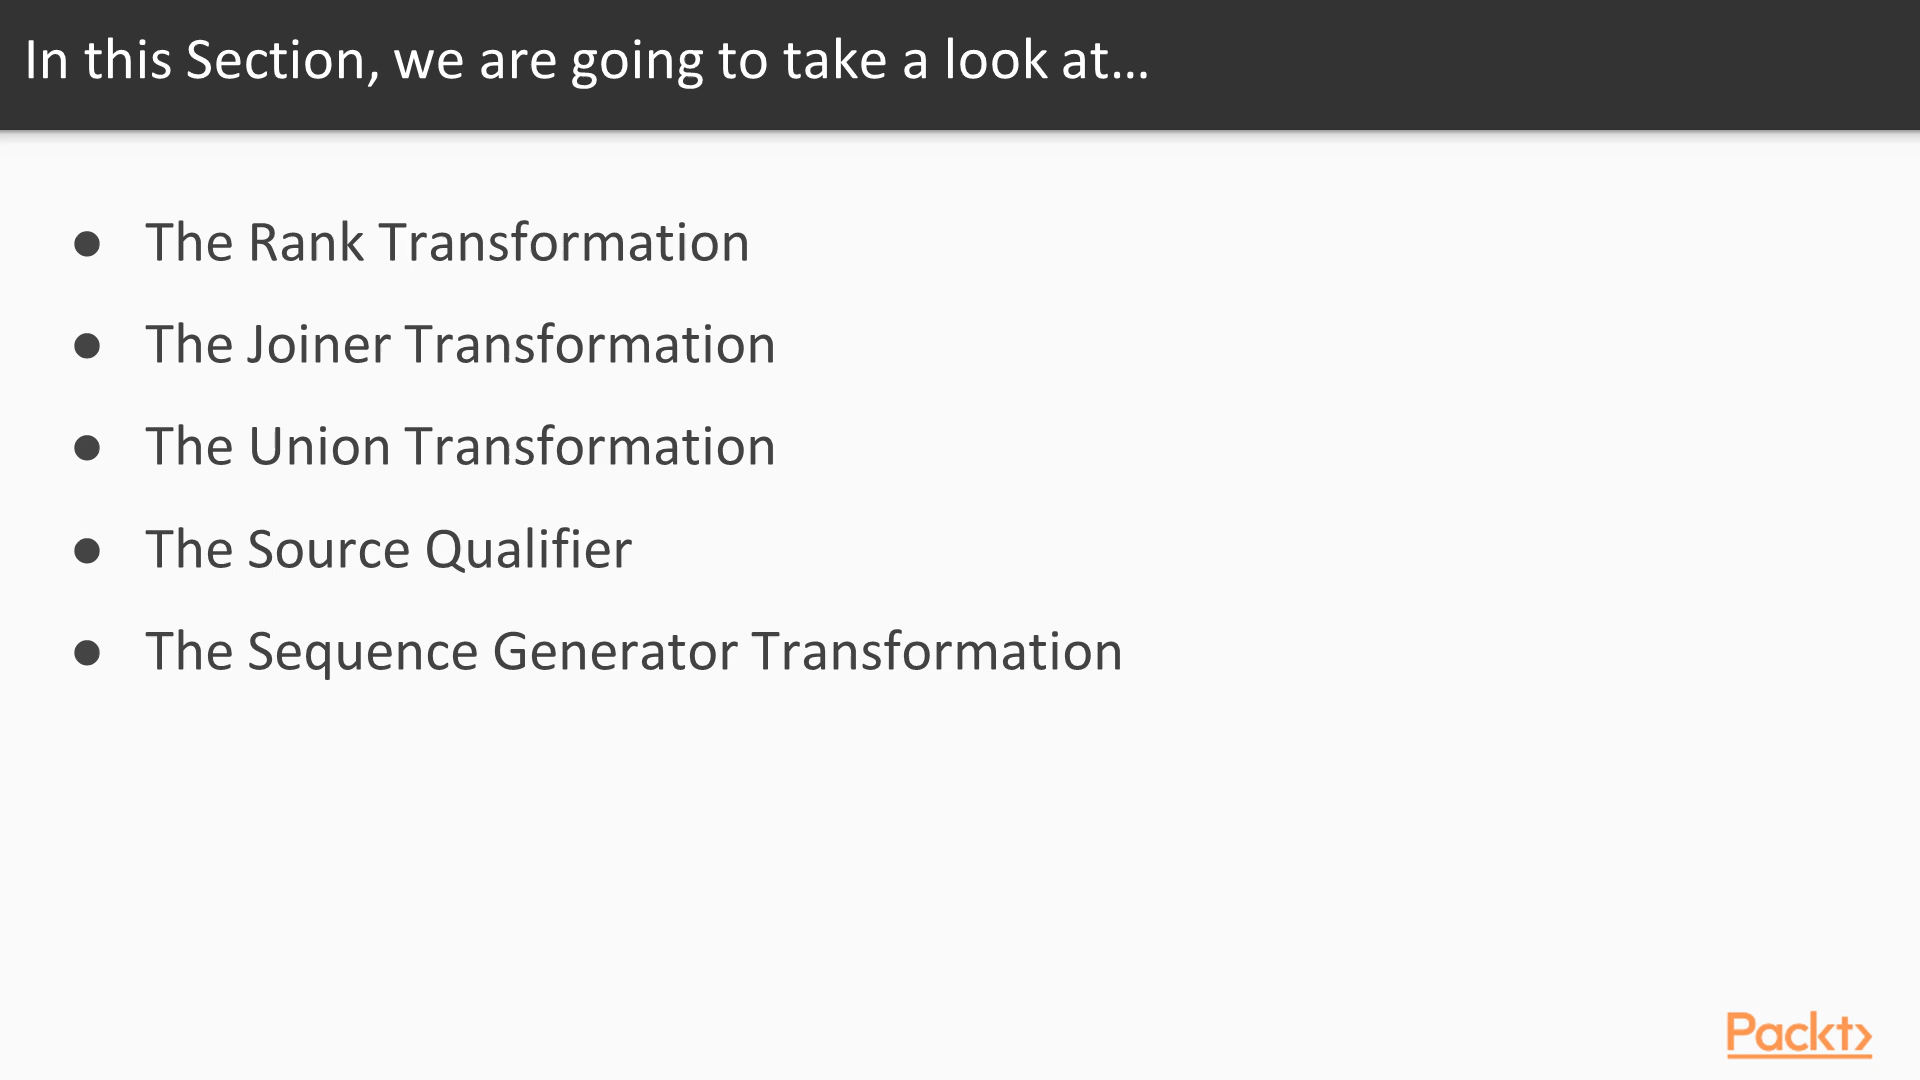 In this Section, we are going to take a look at...
● The Rank Transformation
● The Joiner Transformation
● The Union Transformation
● The Source Qualifier
● The Sequence Generator Transformation
Packt>